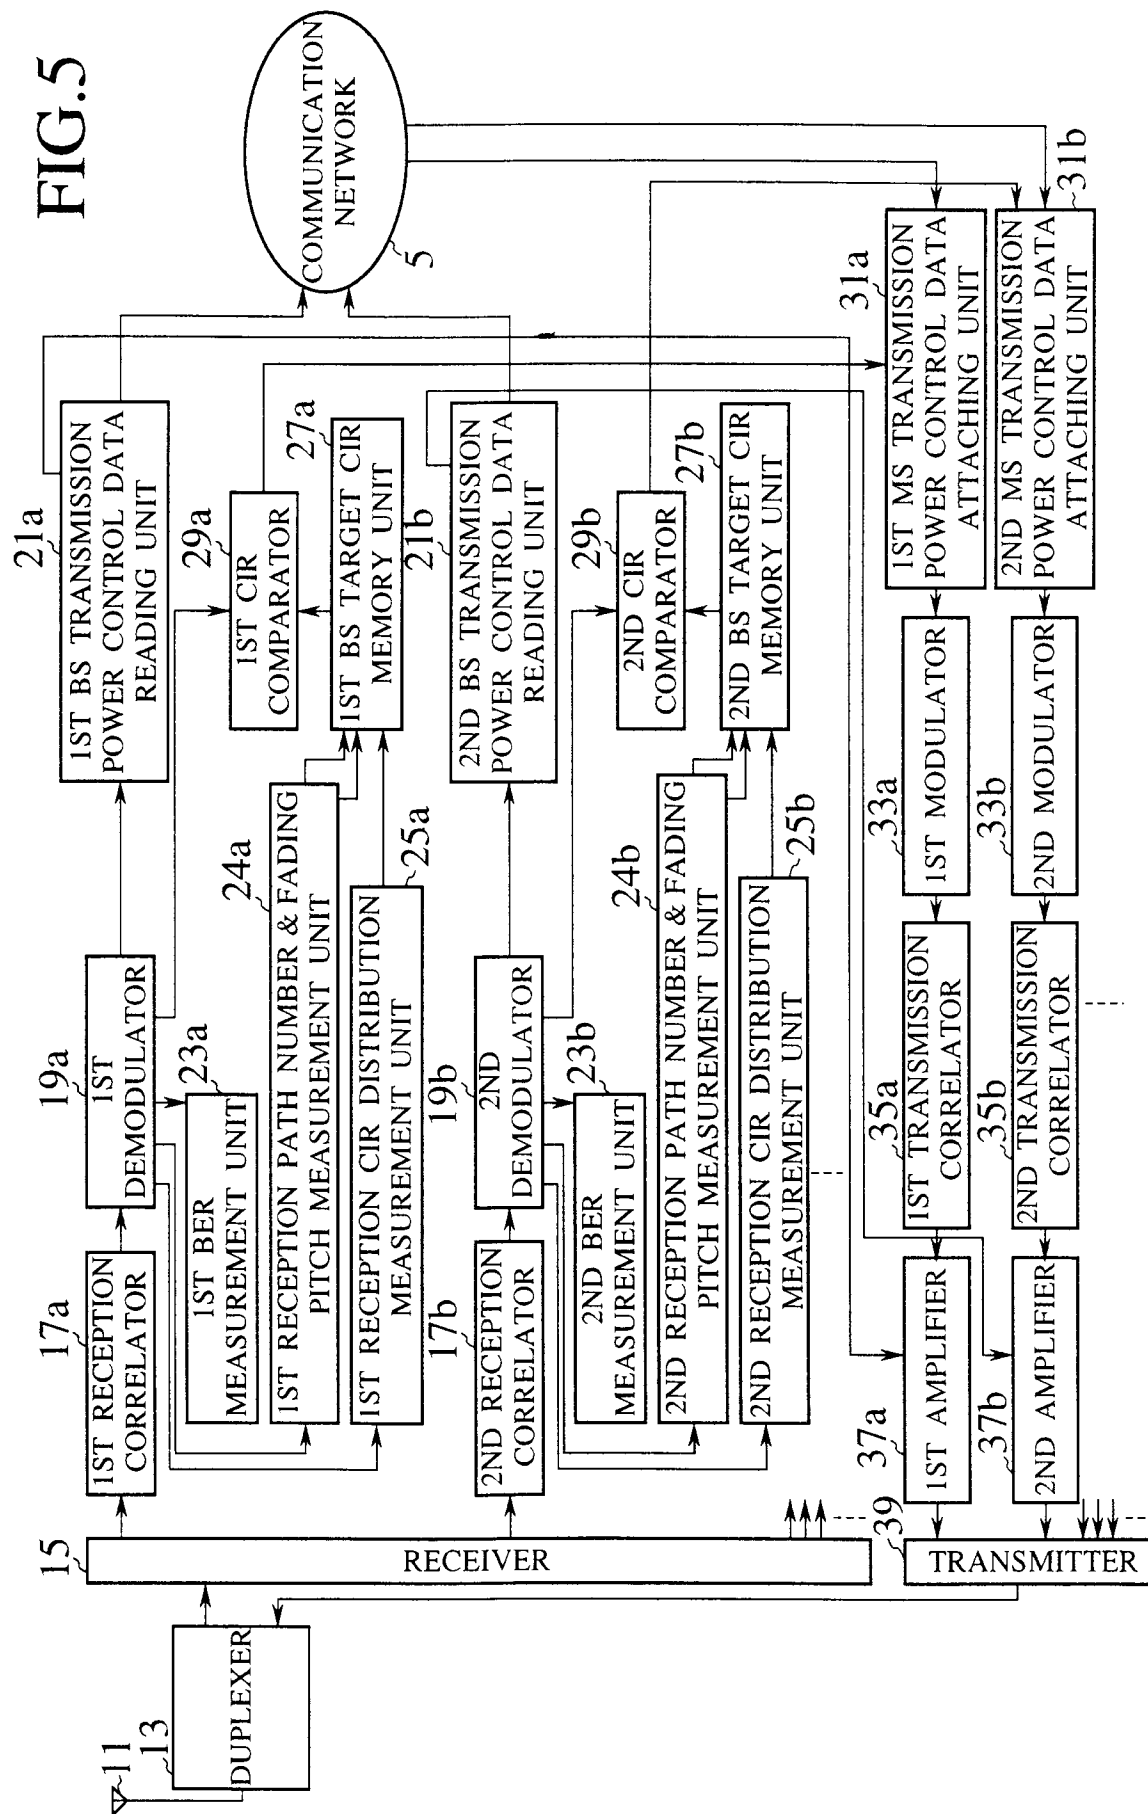 FIG.5
COMMUNICATION
NETWORK
5
21a
1ST BS TRANSMISSION
POWER CONTROL DATA
READING UNIT
29a
1ST CIR
COMPARATOR
27a
1ST BS TARGET CIR
MEMORY UNIT
19a
1ST
DEMODULATOR
23a
1ST BER
MEASUREMENT UNIT
24a
1ST RECEPTION PATH NUMBER & FADING
PITCH MEASUREMENT UNIT
25a
1ST RECEPTION CIR DISTRIBUTION
MEASUREMENT UNIT
17a
1ST RECEPTION
CORRELATOR
21b
2ND BS TRANSMISSION
POWER CONTROL DATA
READING UNIT
29b
2ND CIR
COMPARATOR
27b
2ND BS TARGET CIR
MEMORY UNIT
19b
2ND
DEMODULATOR
23b
2ND BER
MEASUREMENT UNIT
24b
2ND RECEPTION PATH NUMBER & FADING
PITCH MEASUREMENT UNIT
25b
2ND RECEPTION CIR DISTRIBUTION
MEASUREMENT UNIT
17b
2ND RECEPTION
CORRELATOR
15
RECEIVER
11
13
DUPLEXER
31a
1ST MS TRANSMISSION
POWER CONTROL DATA
ATTACHING UNIT
31b
2ND MS TRANSMISSION
POWER CONTROL DATA
ATTACHING UNIT
33a
1ST MODULATOR
33b
2ND MODULATOR
35a
1ST TRANSMISSION
CORRELATOR
35b
2ND TRANSMISSION
CORRELATOR
37a
1ST AMPLIFIER
37b
2ND AMPLIFIER
39
TRANSMITTER